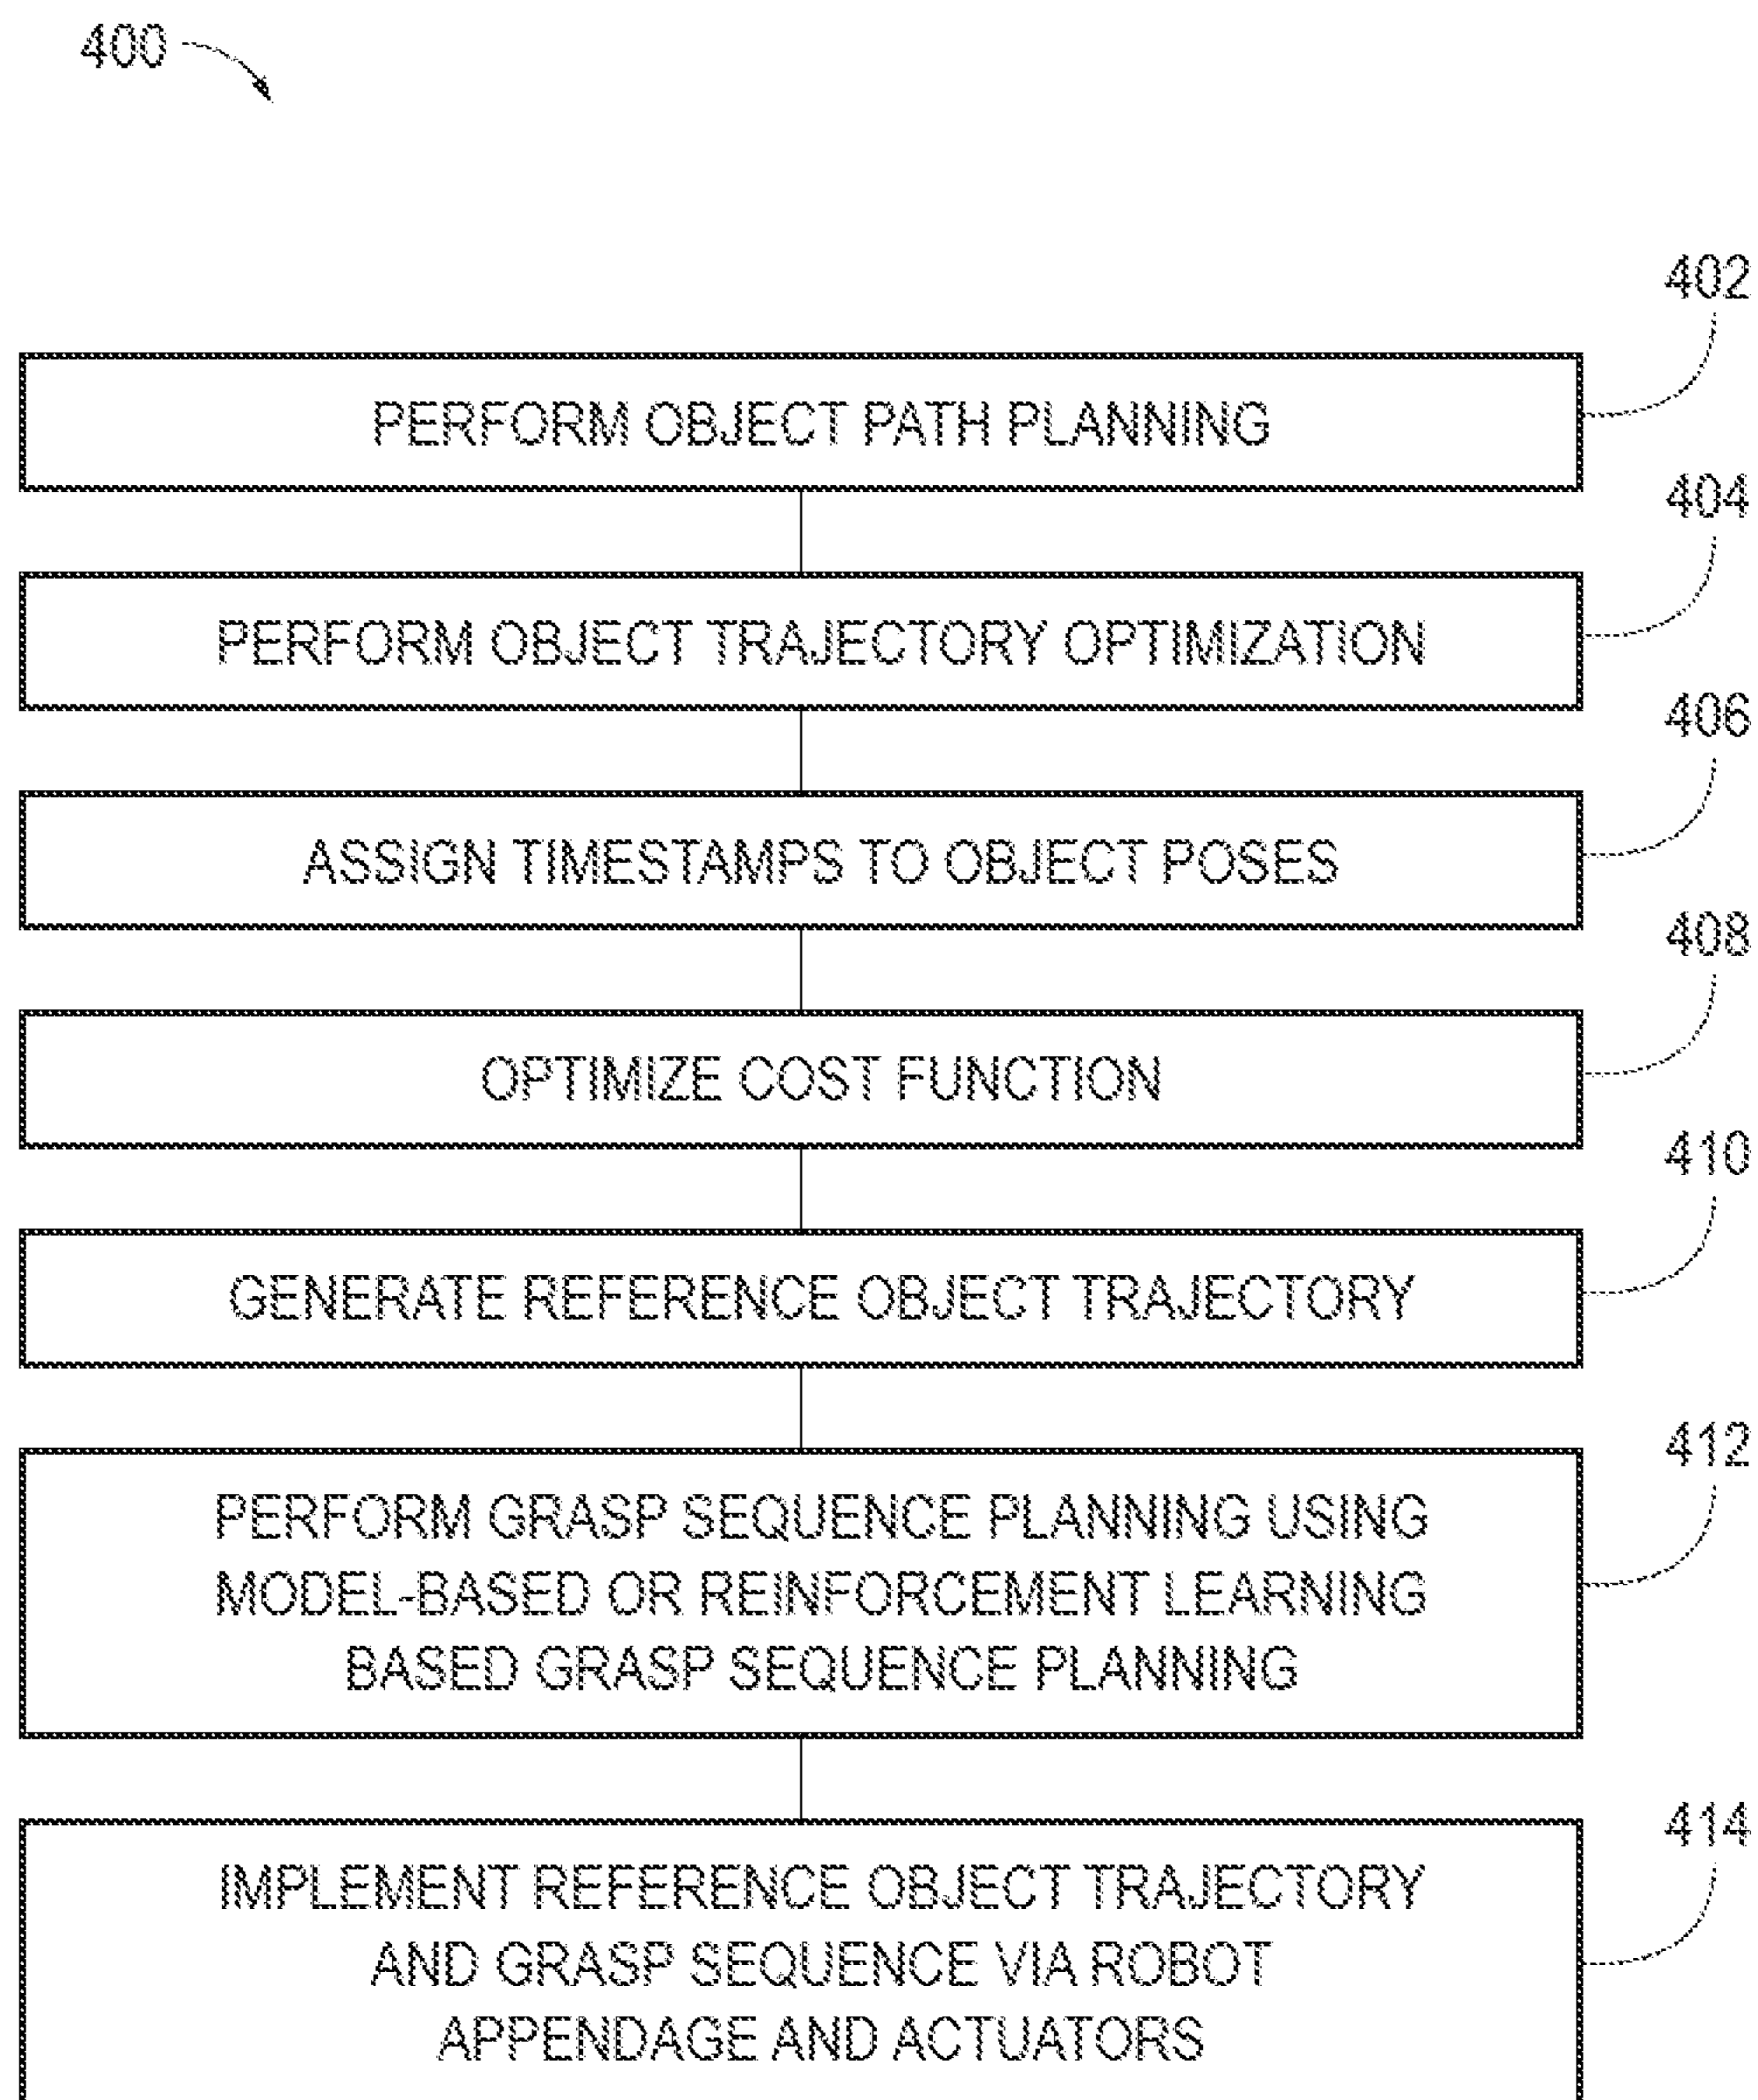 400
402
PERFORM OBJECT PATH PLANNING
404
PERFORM OBJECT TRAJECTORY OPTIMIZATION
406
ASSIGN TIMESTAMPS TO OBJECT POSES
408
OPTIMIZE COST FUNCTION
410
GENERATE REFERENCE OBJECT TRAJECTORY
412
PERFORM GRASP SEQUENCE PLANNING USING
MODEL-BASED OR REINFORCEMENT LEARNING
BASED GRASP SEQUENCE PLANNING
414
IMPLEMENT REFERENCE OBJECT TRAJECTORY
AND GRASP SEQUENCE VIA ROBOT
APPENDAGE AND ACTUATORS